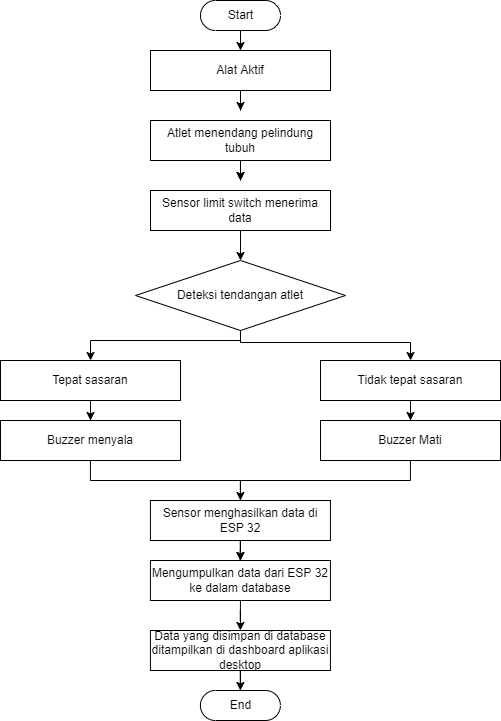 Start
Alat Aktif
Atlet menendang pelindung
tubuh
Sensor limit switch menerima
data
Deteksi tendangan atlet
Tepat sasaran
Tidak tepat sasaran
Buzzer menyala
Buzzer Mati
Sensor menghasilkan data di
ESP 32
Mengumpulkan data dari ESP 32
ke dalam database
Data yang disimpan di database
ditampilkan di dashboard aplikasi
desktop
End